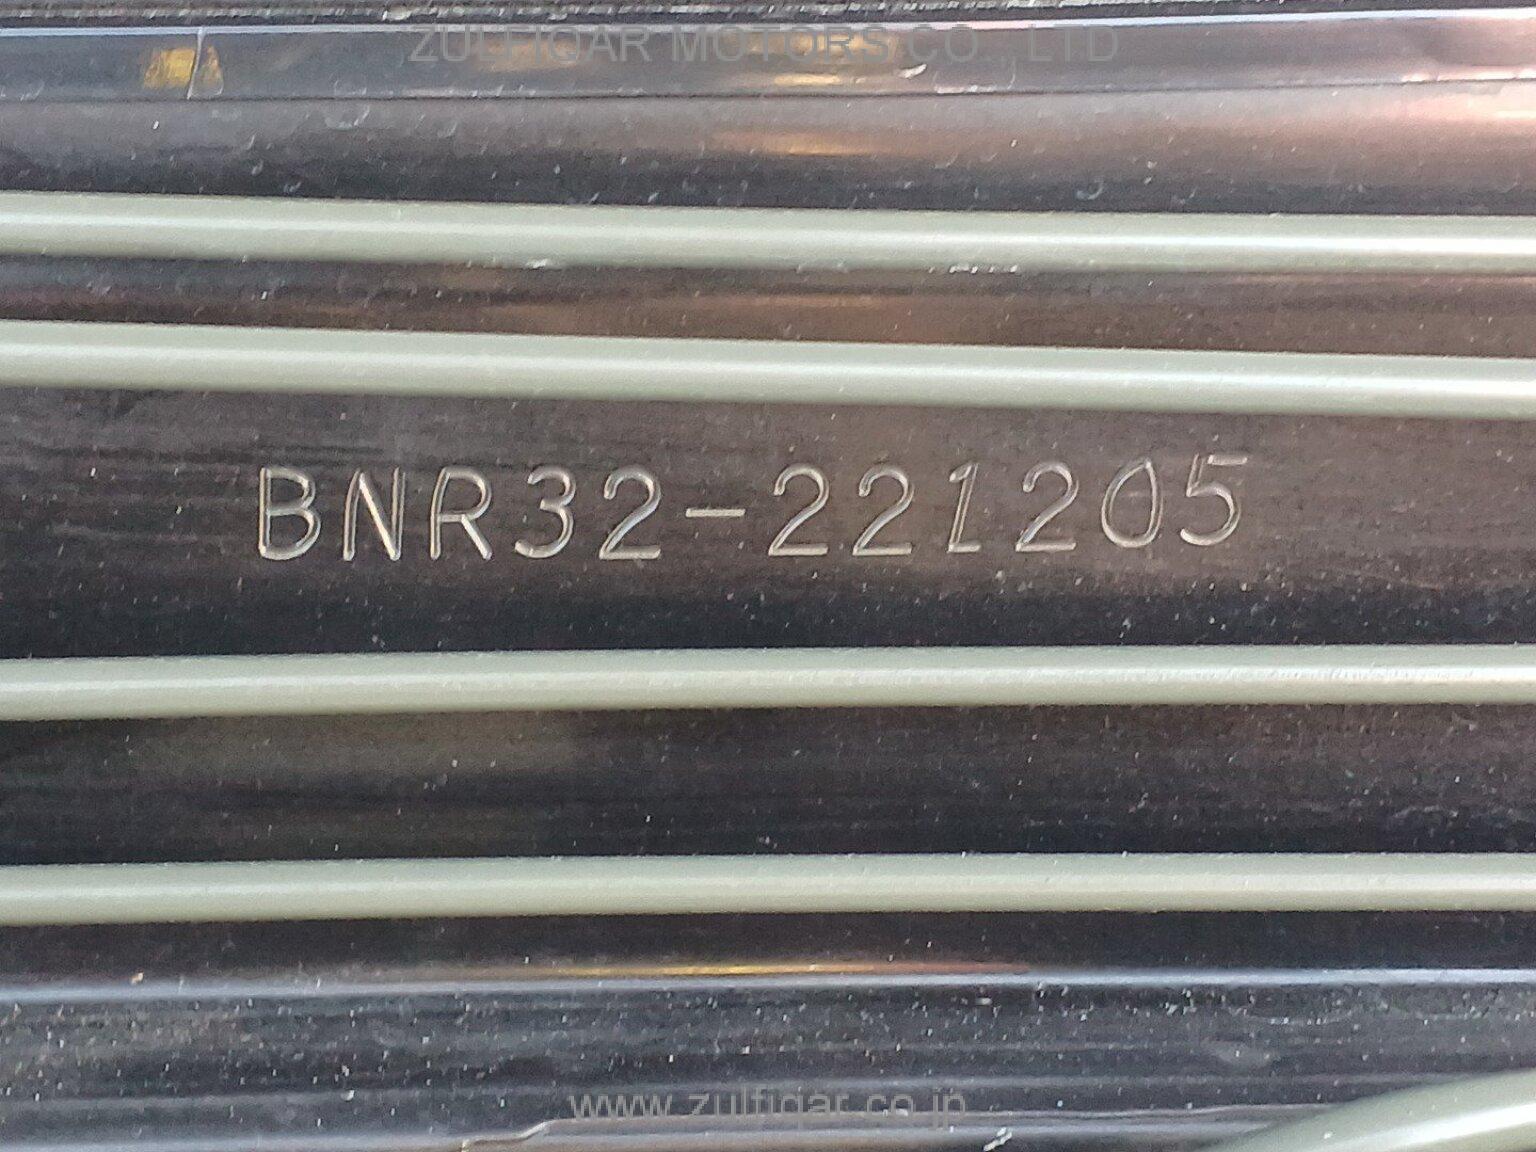 ZULFIQAR MOTORS CO., LTD
BNR32-221205
www.zulfiqar.co.jp